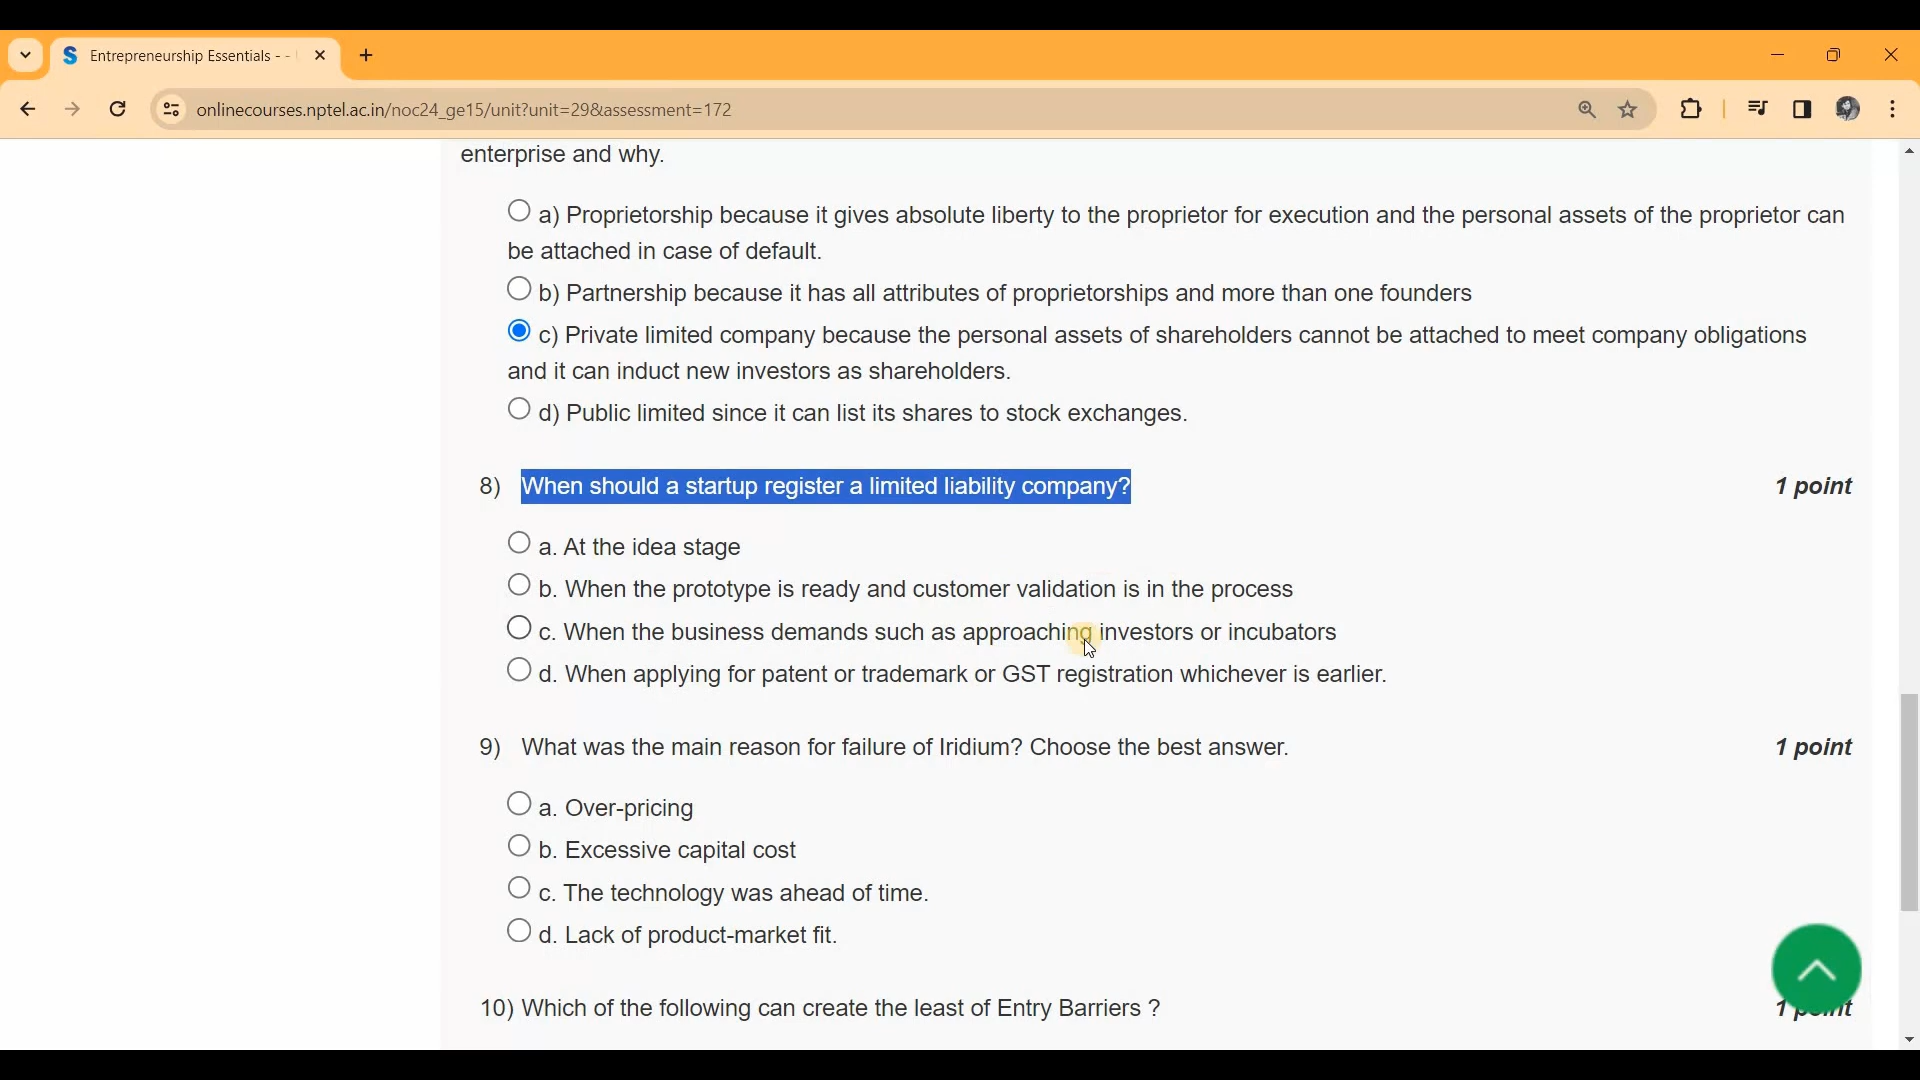 Entrepreneurship Essentials - -
onlinecourses.nptel.ac.in/noc24_ge15/unit?unit=29&assessment=172
enterprise and why.
a) Proprietorship because it gives absolute liberty to the proprietor for execution and the personal assets of the proprietor can
be attached in case of default.
b) Partnership because it has all attributes of proprietorships and more than one founders
c) Private limited company because the personal assets of shareholders cannot be attached to meet company obligations
and it can induct new investors as shareholders.
d) Public limited since it can list its shares to stock exchanges.
8) When should a startup register a limited liability company? 1 point
a. At the idea stage
b. When the prototype is ready and customer validation is in the process
c. When the business demands such as approaching investors or incubators
d. When applying for patent or trademark or GST registration whichever is earlier.
9) What was the main reason for failure of Iridium? Choose the best answer. 1 point
a. Over-pricing
b. Excessive capital cost
c. The technology was ahead of time.
d. Lack of product-market fit.
10) Which of the following can create the least of Entry Barriers ? 1 point